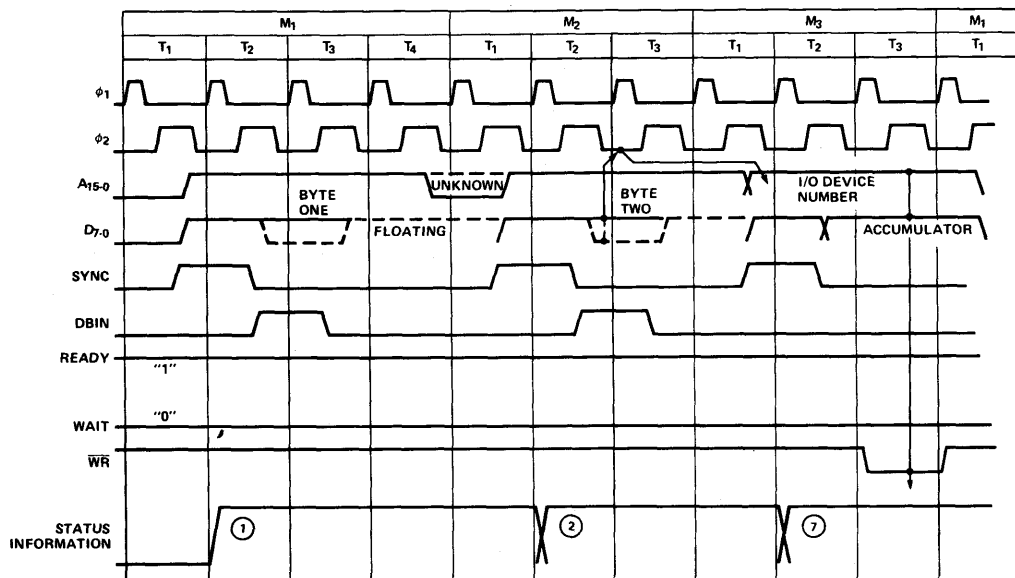 M1 M2 M3 M1
T1 T2 T3 T4 T1 T2 T3 T1 T2 T3 T1
φ1
φ2
A15-0 UNKNOWN I/O DEVICE
NUMBER
BYTE
ONE
BYTE
TWO
D7-0 FLOATING ACCUMULATOR
SYNC
DBIN
READY
"1"
"0"
WAIT
WR
STATUS
INFORMATION
1 2 7